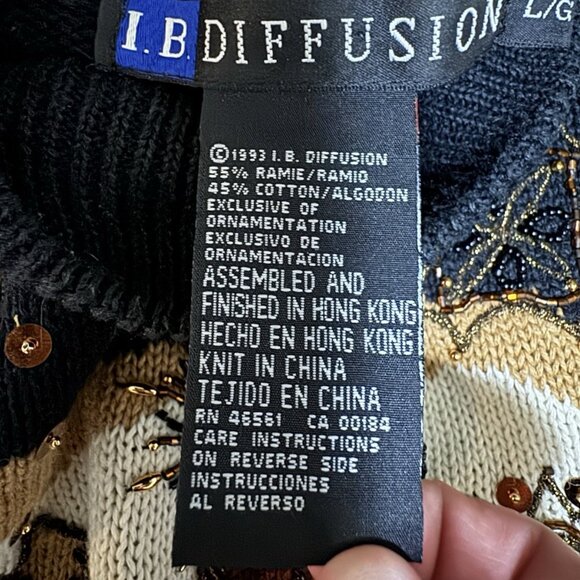 I.B. DIFFUSION
L/G
©1993 I. B. DIFFUSION
55% RAMIE/RAMIO
45% COTTON/ALGODON
EXCLUSIVE OF
ORNAMENTATION
EXCLUSIVO DE
ORNAMENTACION
ASSEMBLED AND
FINISHED IN HONG KONG
HECHO EN HONG KONG
KNIT IN CHINA
TEJIDO EN CHINA
RN 46561 CA 00184
CARE INSTRUCTIONS
ON REVERSE SIDE
INSTRUCCIONES
AL REVERSO